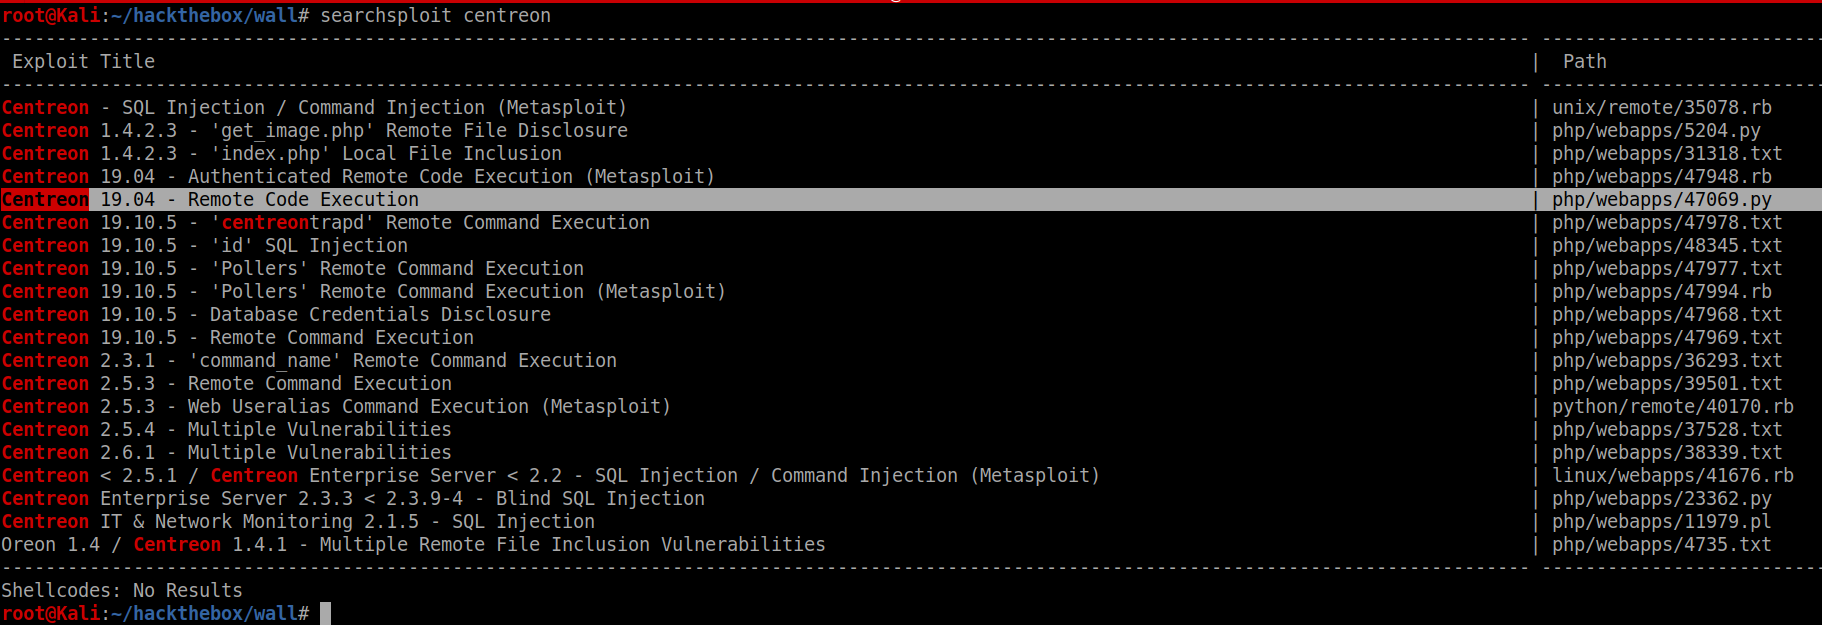 root@Kali:~/hackthebox/wall# searchsploit centreon
---------------------------------------------------------------------------------------------------------------------------------------- ---------------------------------
Exploit Title | Path
---------------------------------------------------------------------------------------------------------------------------------------- ---------------------------------
Centreon - SQL Injection / Command Injection (Metasploit) | unix/remote/35078.rb
Centreon 1.4.2.3 - 'get_image.php' Remote File Disclosure | php/webapps/5204.py
Centreon 1.4.2.3 - 'index.php' Local File Inclusion | php/webapps/31318.txt
Centreon 19.04 - Authenticated Remote Code Execution (Metasploit) | php/webapps/47948.rb
Centreon 19.04 - Remote Code Execution | php/webapps/47069.py
Centreon 19.10.5 - 'centreontrapd' Remote Command Execution | php/webapps/47978.txt
Centreon 19.10.5 - 'id' SQL Injection | php/webapps/48345.txt
Centreon 19.10.5 - 'Pollers' Remote Command Execution | php/webapps/47977.txt
Centreon 19.10.5 - 'Pollers' Remote Command Execution (Metasploit) | php/webapps/47994.rb
Centreon 19.10.5 - Database Credentials Disclosure | php/webapps/47968.txt
Centreon 19.10.5 - Remote Command Execution | php/webapps/47969.txt
Centreon 2.3.1 - 'command_name' Remote Command Execution | php/webapps/36293.txt
Centreon 2.5.3 - Remote Command Execution | php/webapps/39501.txt
Centreon 2.5.3 - Web Useralias Command Execution (Metasploit) | python/remote/40170.rb
Centreon 2.5.4 - Multiple Vulnerabilities | php/webapps/37528.txt
Centreon 2.6.1 - Multiple Vulnerabilities | php/webapps/38339.txt
Centreon < 2.5.1 / Centreon Enterprise Server < 2.2 - SQL Injection / Command Injection (Metasploit) | linux/webapps/41676.rb
Centreon Enterprise Server 2.3.3 < 2.3.9-4 - Blind SQL Injection | php/webapps/23362.py
Centreon IT & Network Monitoring 2.1.5 - SQL Injection | php/webapps/11979.pl
Oreon 1.4 / Centreon 1.4.1 - Multiple Remote File Inclusion Vulnerabilities | php/webapps/4735.txt
---------------------------------------------------------------------------------------------------------------------------------------- ---------------------------------
Shellcodes: No Results
root@Kali:~/hackthebox/wall#